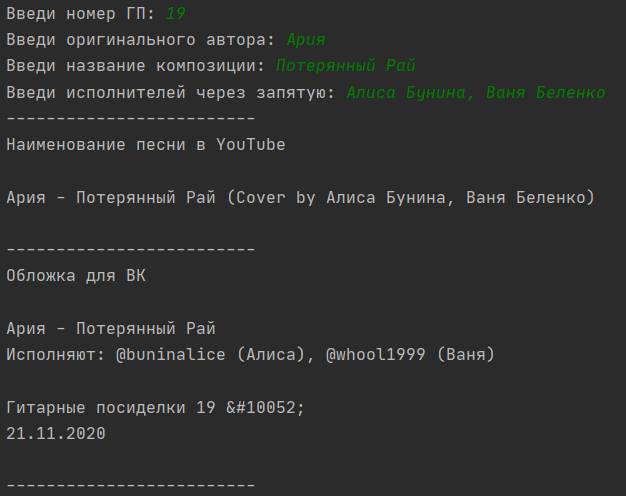 Введи номер ГП: 19
Введи оригинального автора: Ария
Введи название композиции: Потерянный Рай
Введи исполнителей через запятую: Алиса Бунина, Ваня Беленко
-------------------------
Наименование песни в YouTube
Ария - Потерянный Рай (Cover by Алиса Бунина, Ваня Беленко)
-------------------------
Обложка для ВК
Ария - Потерянный Рай
Исполняют: @buninalice (Алиса), @whool1999 (Ваня)
Гитарные посиделки 19 &#10052;
21.11.2020
-------------------------